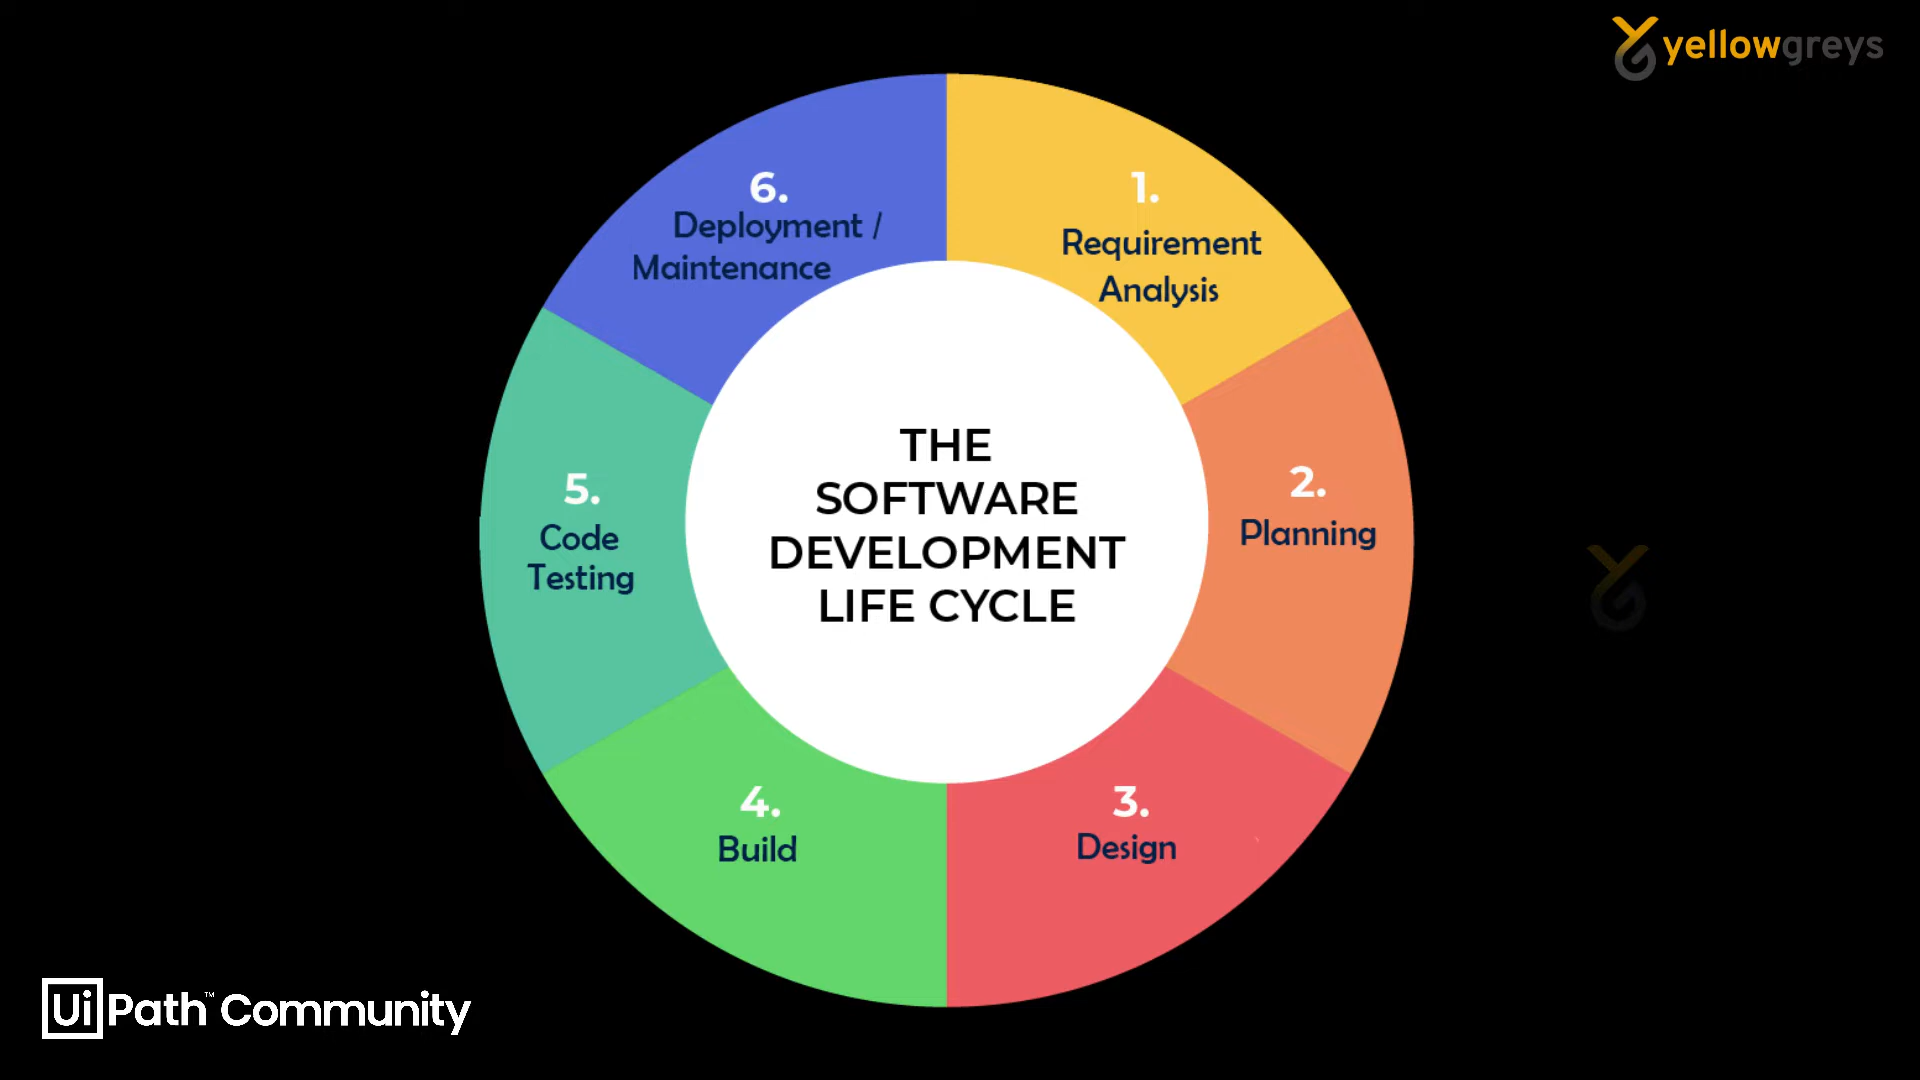 yellowgreys
6.
Deployment /
Maintenance
1.
Requirement
Analysis
THE
SOFTWARE
DEVELOPMENT
LIFE CYCLE
5.
Code
Testing
2.
Planning
4.
Build
3.
Design
UiPath™ Community